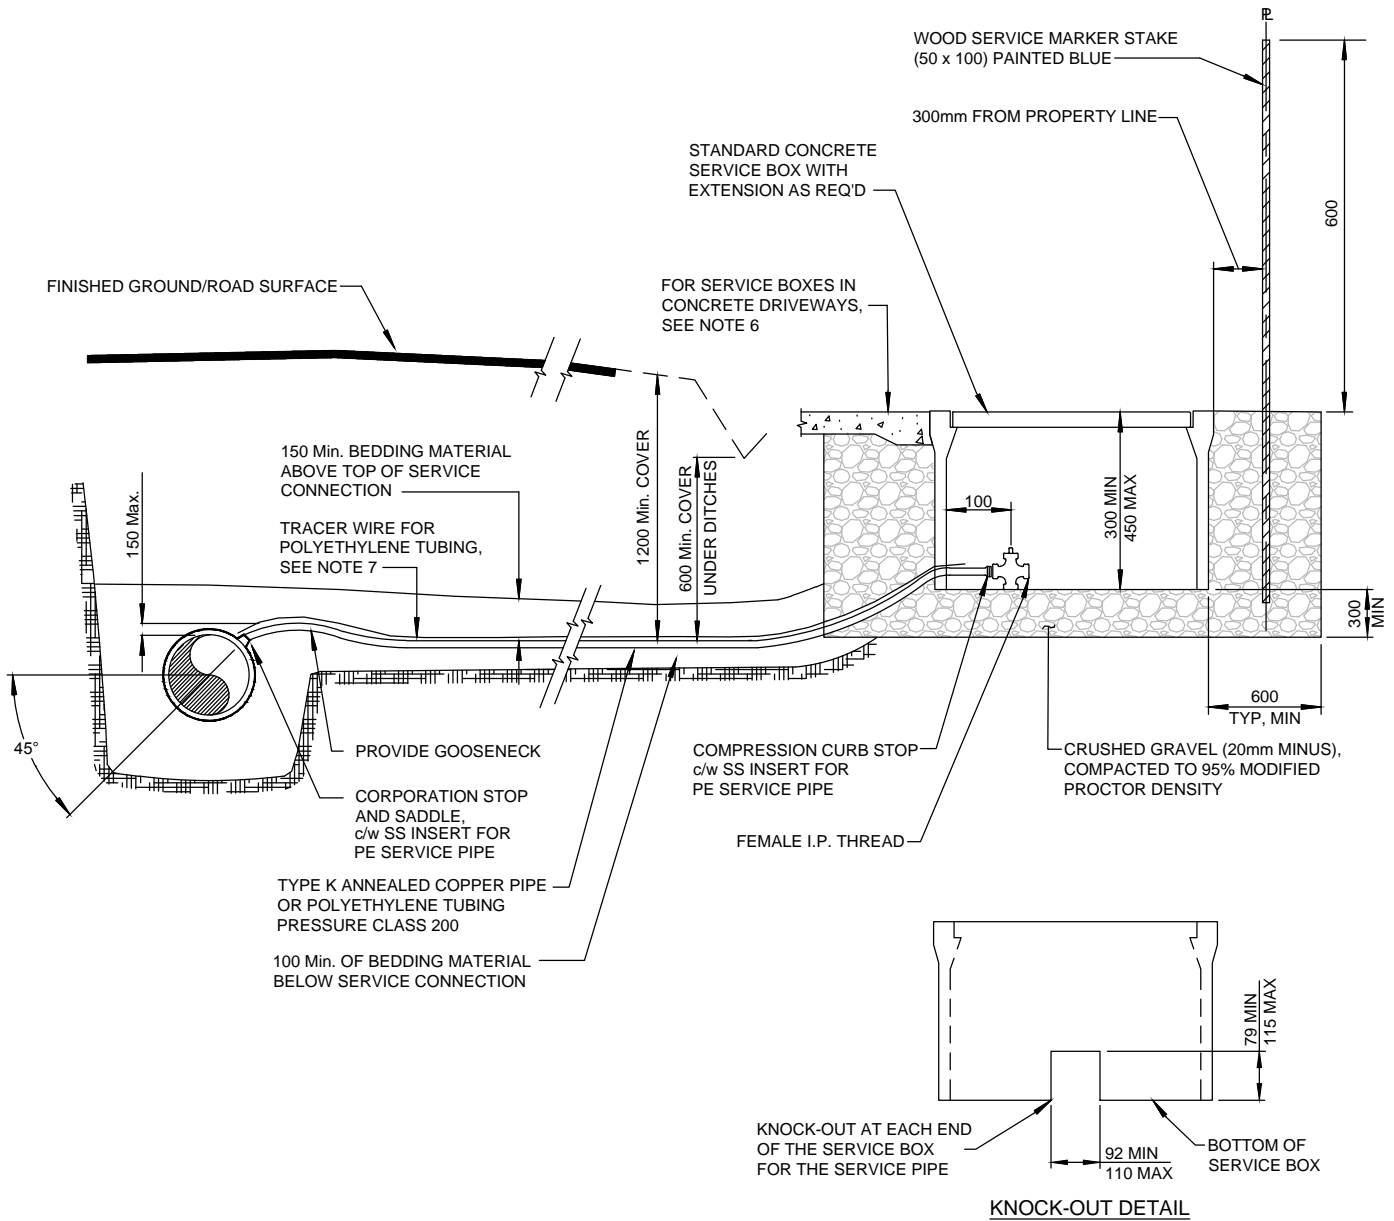 ℄
WOOD SERVICE MARKER STAKE
(50 x 100) PAINTED BLUE
300mm FROM PROPERTY LINE
STANDARD CONCRETE
SERVICE BOX WITH
EXTENSION AS REQ'D
600
FINISHED GROUND/ROAD SURFACE
FOR SERVICE BOXES IN
CONCRETE DRIVEWAYS,
SEE NOTE 6
150 Min. BEDDING MATERIAL
ABOVE TOP OF SERVICE
CONNECTION
150 Max.
TRACER WIRE FOR
POLYETHYLENE TUBING,
SEE NOTE 7
1200 Min. COVER
600 Min. COVER
UNDER DITCHES
100
300 MIN
450 MAX
300
MIN
600
TYP, MIN
45°
PROVIDE GOOSENECK
CORPORATION STOP
AND SADDLE,
c/w SS INSERT FOR
PE SERVICE PIPE
COMPRESSION CURB STOP
c/w SS INSERT FOR
PE SERVICE PIPE
CRUSHED GRAVEL (20mm MINUS),
COMPACTED TO 95% MODIFIED
PROCTOR DENSITY
FEMALE I.P. THREAD
TYPE K ANNEALED COPPER PIPE
OR POLYETHYLENE TUBING
PRESSURE CLASS 200
100 Min. OF BEDDING MATERIAL
BELOW SERVICE CONNECTION
79 MIN
115 MAX
KNOCK-OUT AT EACH END
OF THE SERVICE BOX
FOR THE SERVICE PIPE
92 MIN
110 MAX
BOTTOM OF
SERVICE BOX
KNOCK-OUT DETAIL